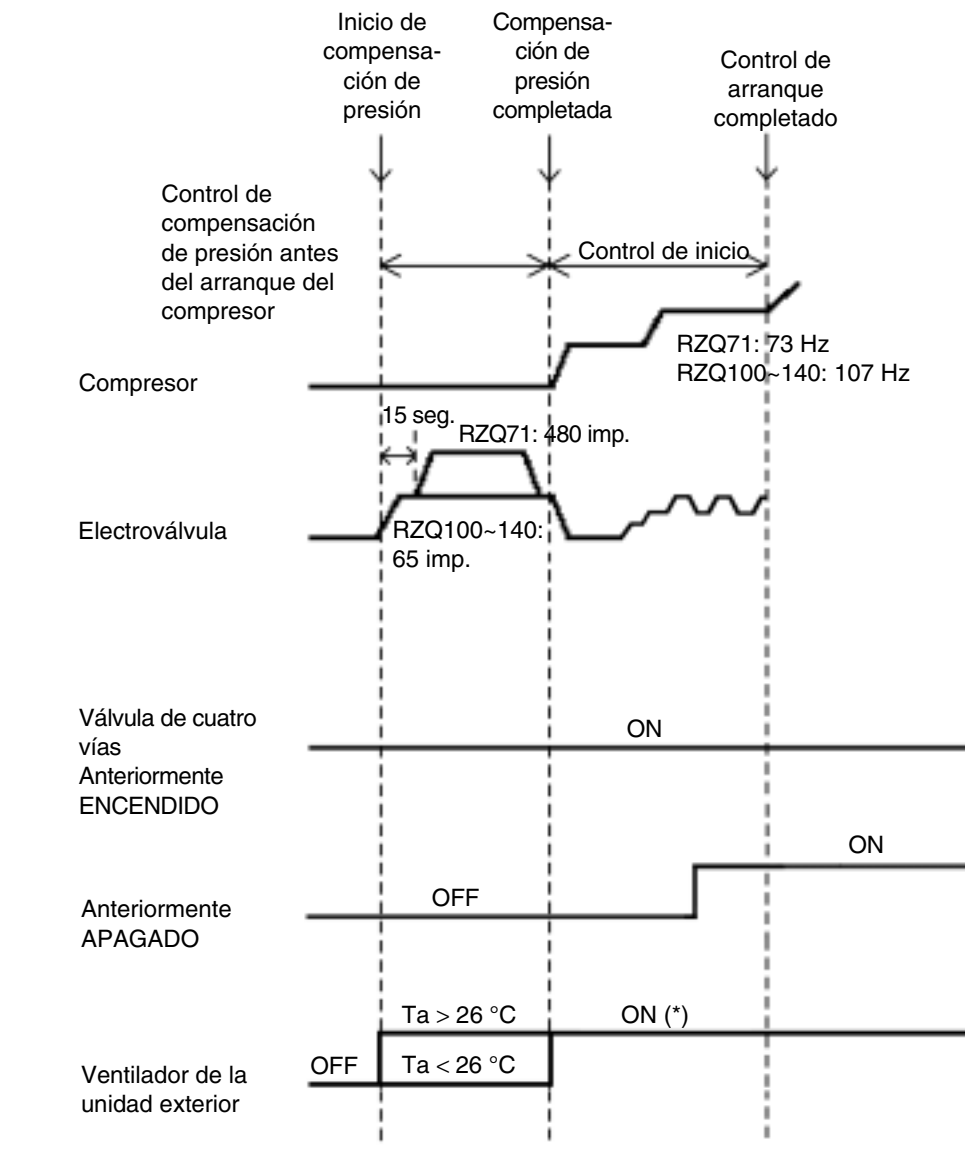 Inicio de
compensa-
ción de
presión
Compensa-
ción de
presión
completada
Control de
arranque
completado
Control de
compensación
de presión antes
del arranque del
compresor
Control de inicio
RZQ71: 73 Hz
RZQ100~140: 107 Hz
Compresor
15 seg.
RZQ71: 480 imp.
Electroválvula
RZQ100~140:
65 imp.
Válvula de cuatro
vías
Anteriormente
ENCENDIDO
ON
ON
OFF
Anteriormente
APAGADO
Ta > 26 °C
ON (*)
OFF
Ta < 26 °C
Ventilador de la
unidad exterior